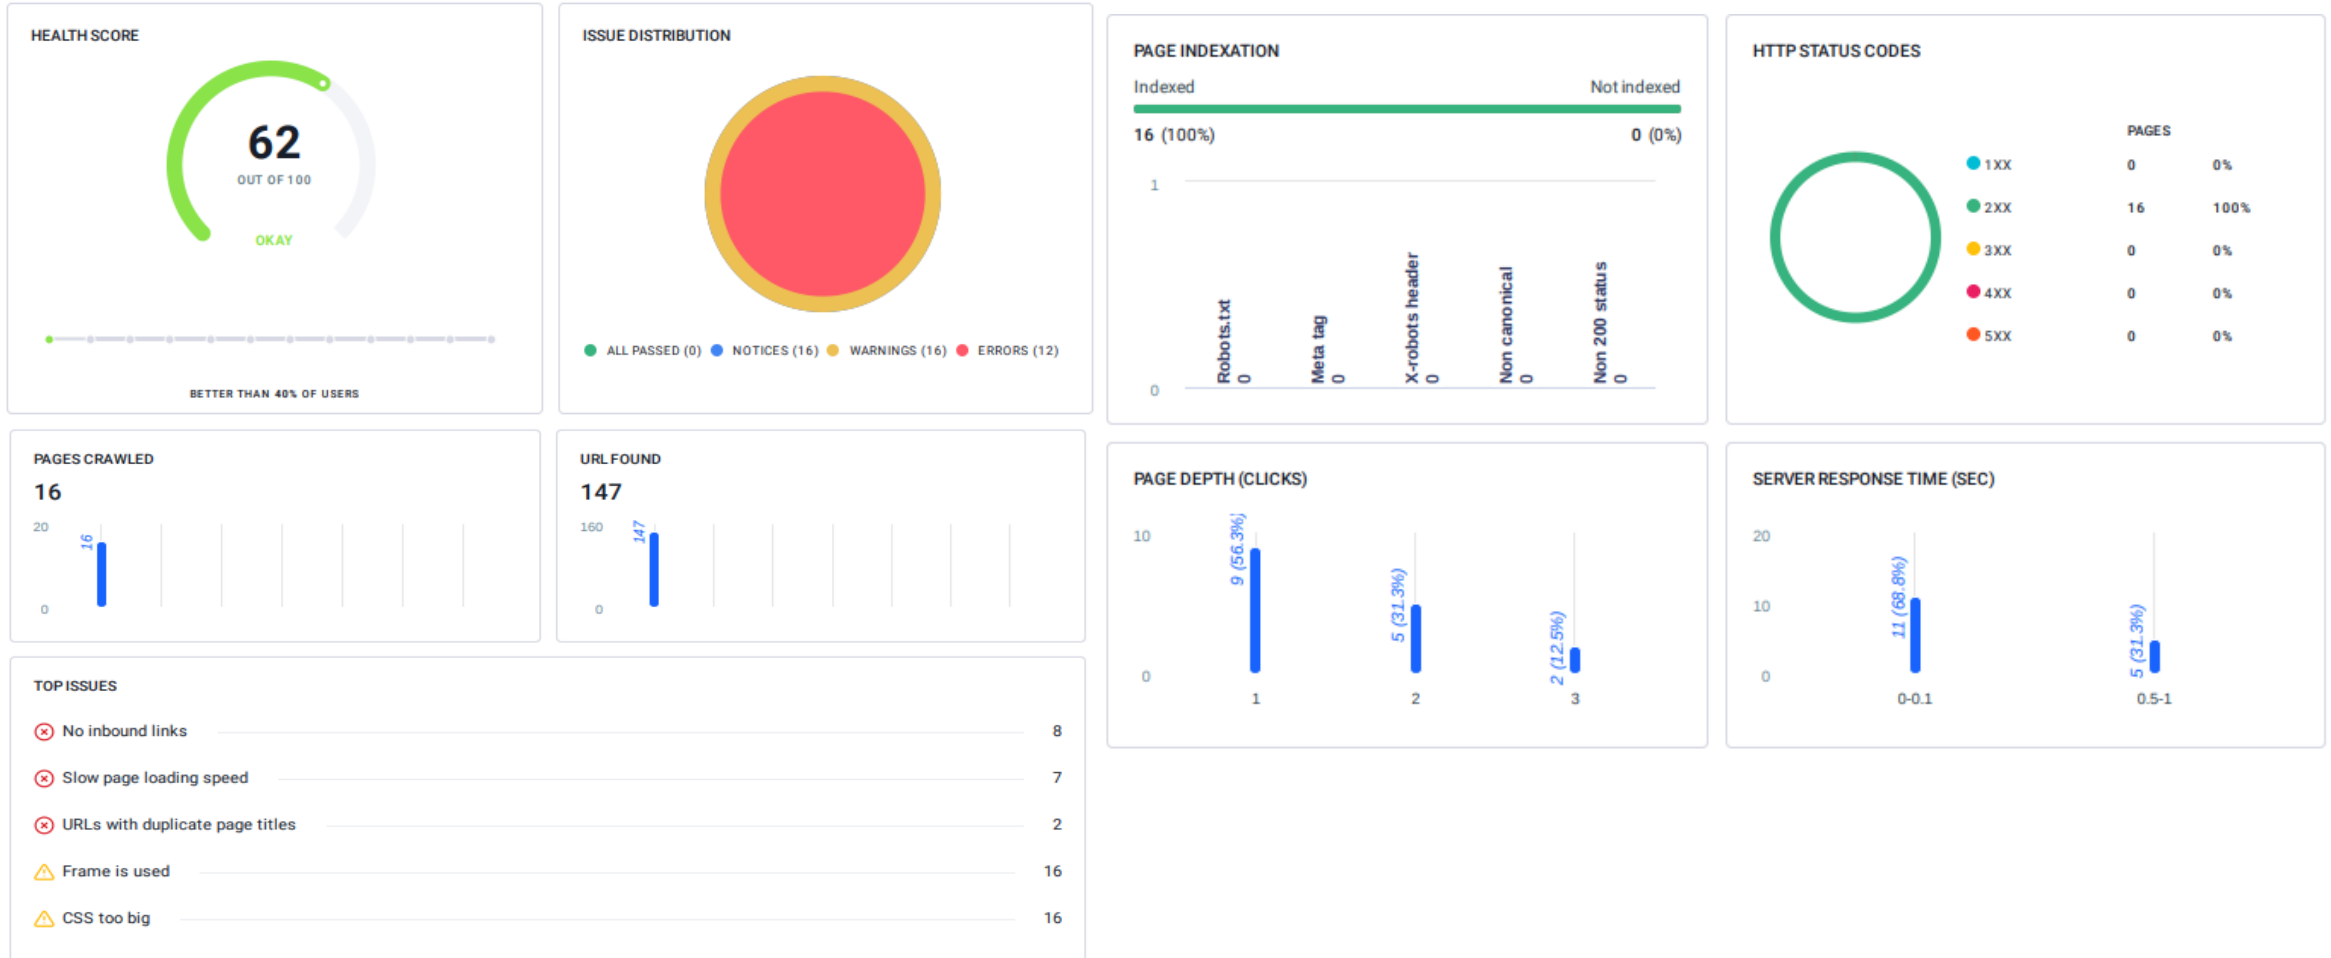 HEALTH SCORE
62
OUT OF 100
OKAY
BETTER THAN 40% OF USERS
ISSUE DISTRIBUTION
ALL PASSED (0) NOTICES (16) WARNINGS (16) ERRORS (12)
PAGE INDEXATION
Indexed Not indexed
16 (100%) 0 (0%)
1
0
Robots.txt
0
Meta tag
0
X-robots header
0
Non canonical
0
Non 200 status
0
HTTP STATUS CODES
PAGES
1XX 0 0%
2XX 16 100%
3XX 0 0%
4XX 0 0%
5XX 0 0%
PAGES CRAWLED
16
20
16
0
URL FOUND
147
160
147
0
PAGE DEPTH (CLICKS)
10
0
9 (56.3%)
5 (31.3%)
2 (12.5%)
1 2 3
SERVER RESPONSE TIME (SEC)
20
10
0
11 (68.8%)
5 (31.3%)
0-0.1 0.5-1
TOP ISSUES
No inbound links 8
Slow page loading speed 7
URLs with duplicate page titles 2
Frame is used 16
CSS too big 16